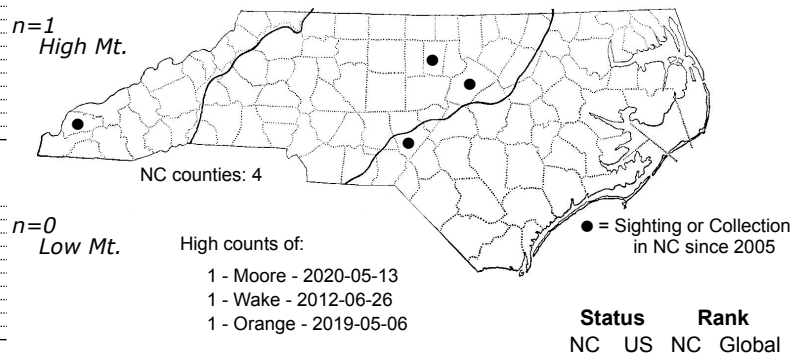 n=1
High Mt.
NC counties: 4
n=0
Low Mt.
High counts of:
1 - Moore - 2020-05-13
1 - Wake - 2012-06-26
1 - Orange - 2019-05-06
● = Sighting or Collection
in NC since 2005
Status Rank
NC US NC Global